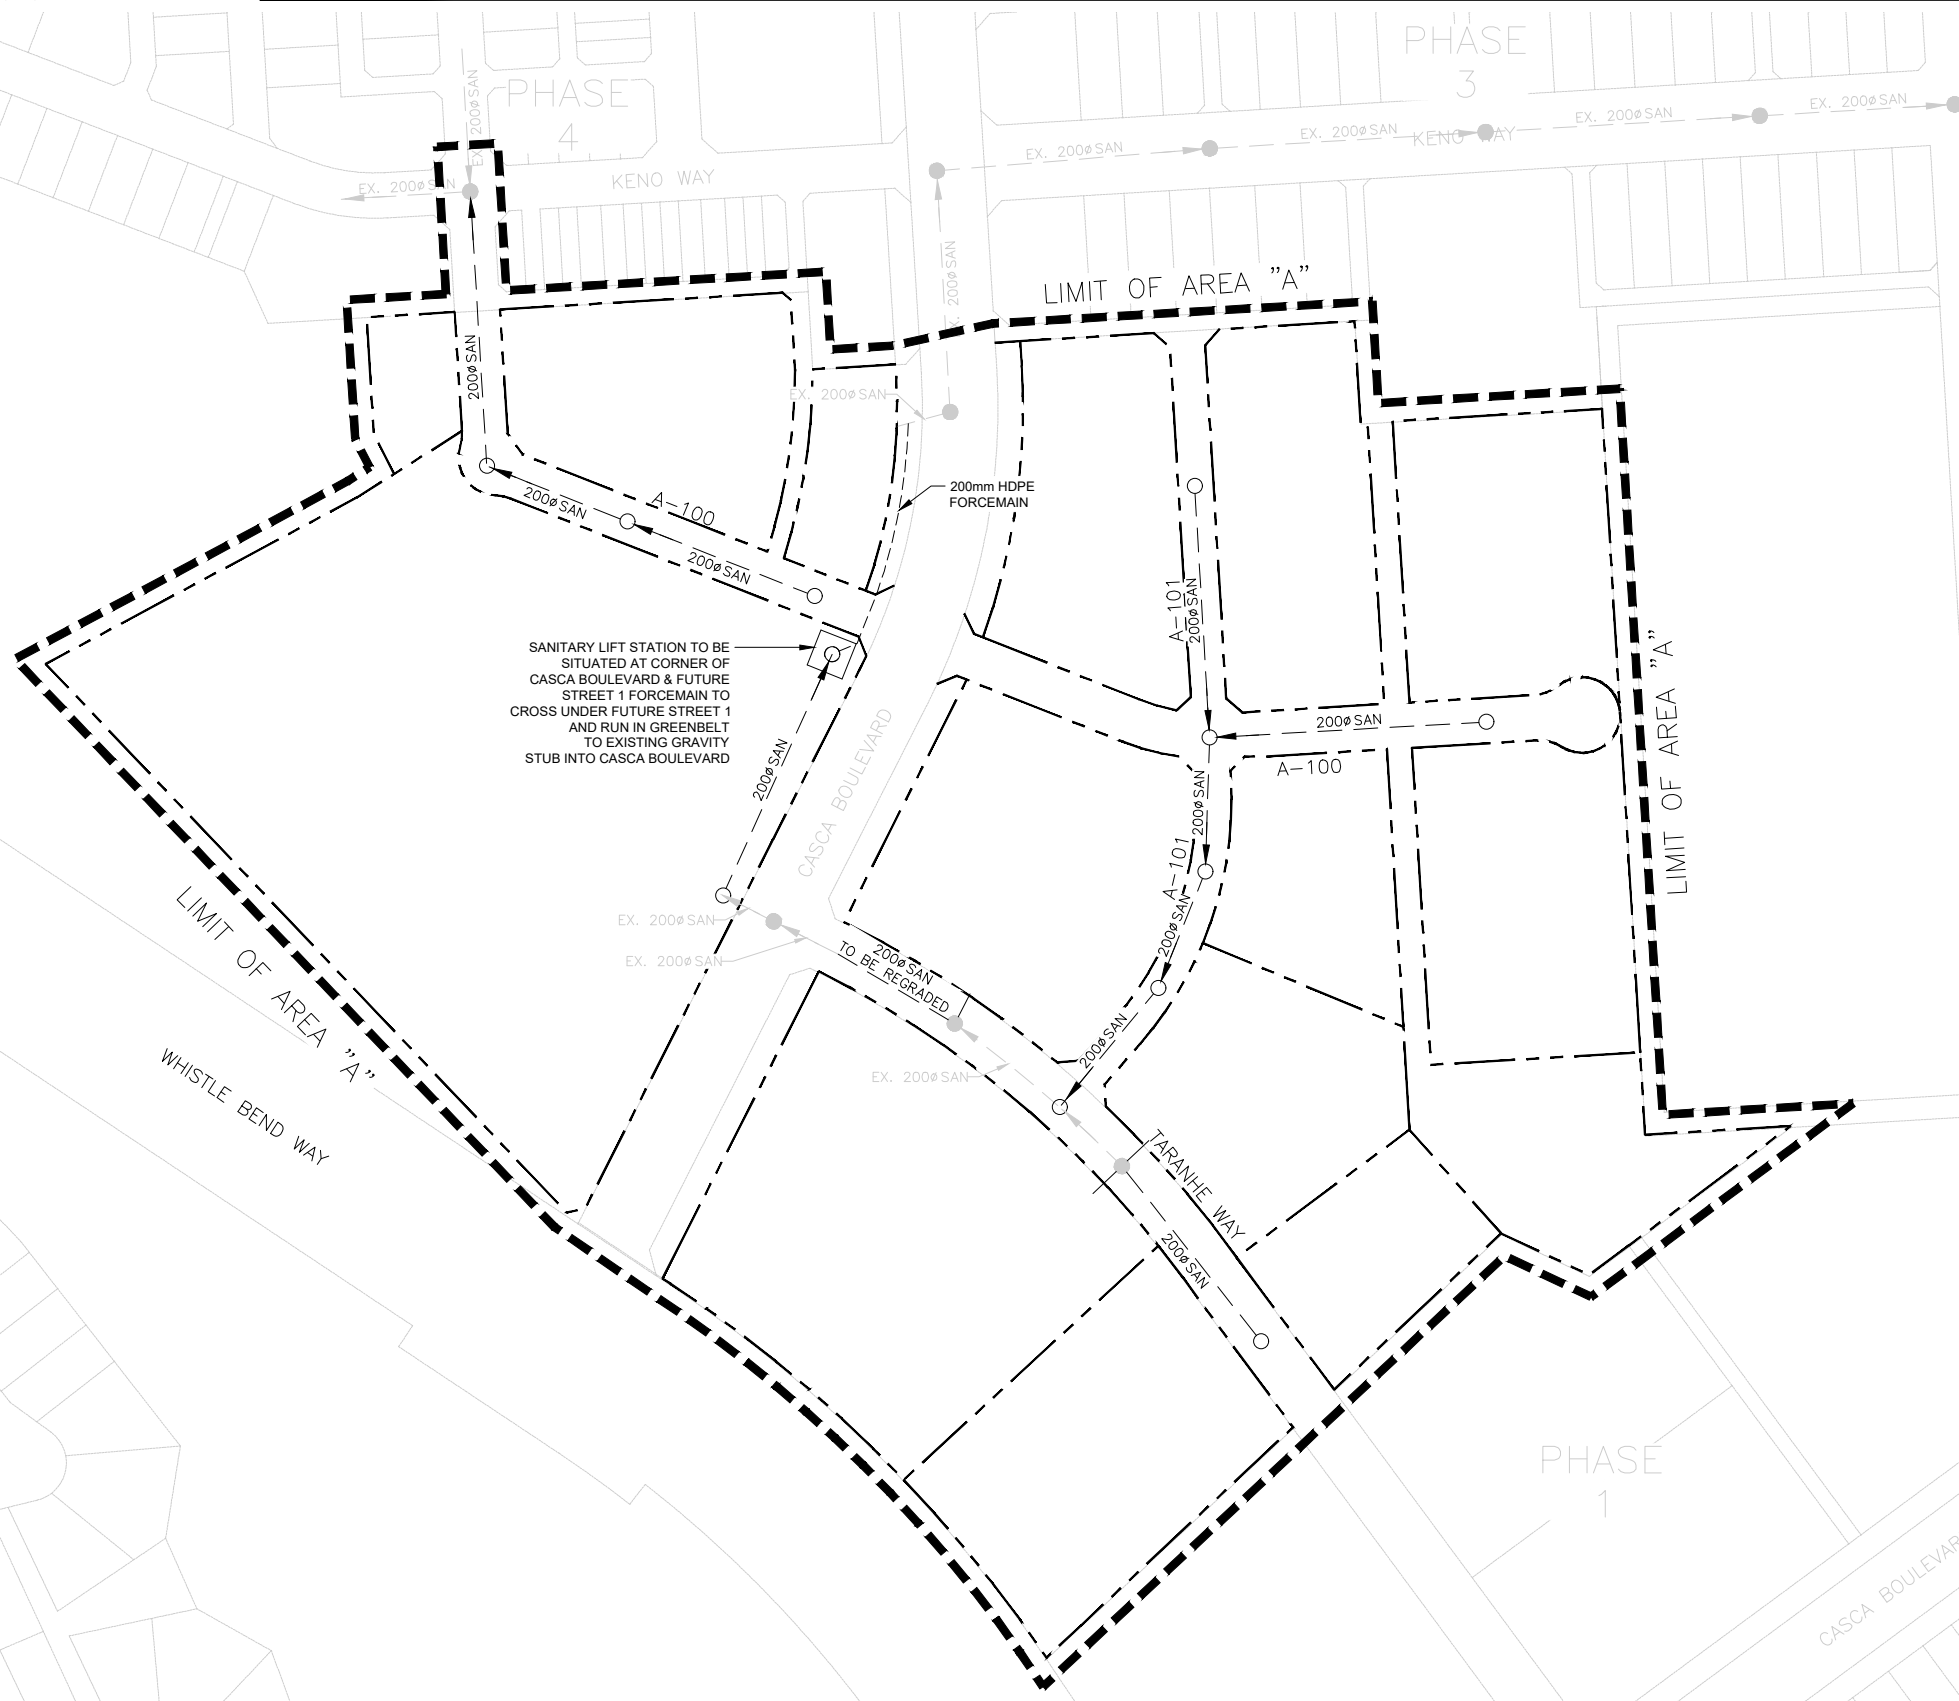 PHASE
3
PHASE
4
EX. 200ø SAN
EX. 200ø SAN
EX. 200ø SAN
EX. 200ø SAN
EX. 200ø SAN
EX. 200ø SAN
KENO WAY
KENO WAY
EX. 200ø SAN
LIMIT OF AREA "A"
200ø SAN
EX. 200ø SAN
200mm HDPE
FORCEMAIN
A-100
200ø SAN
200ø SAN
A-101
200ø SAN
SANITARY LIFT STATION TO BE
SITUATED AT CORNER OF
CASCA BOULEVARD & FUTURE
STREET 1 FORCEMAIN TO
CROSS UNDER FUTURE STREET 1
AND RUN IN GREENBELT
TO EXISTING GRAVITY
STUB INTO CASCA BOULEVARD
200ø SAN
CASCA BOULEVARD
200ø SAN
A-100
LIMIT OF AREA "A"
200ø SAN
A-101
200ø SAN
EX. 200ø SAN
EX. 200ø SAN
200ø SAN
TO BE REGRADED
200ø SAN
EX. 200ø SAN
LIMIT OF AREA "A"
WHISTLE BEND WAY
TARANHE WAY
200ø SAN
PHASE
1